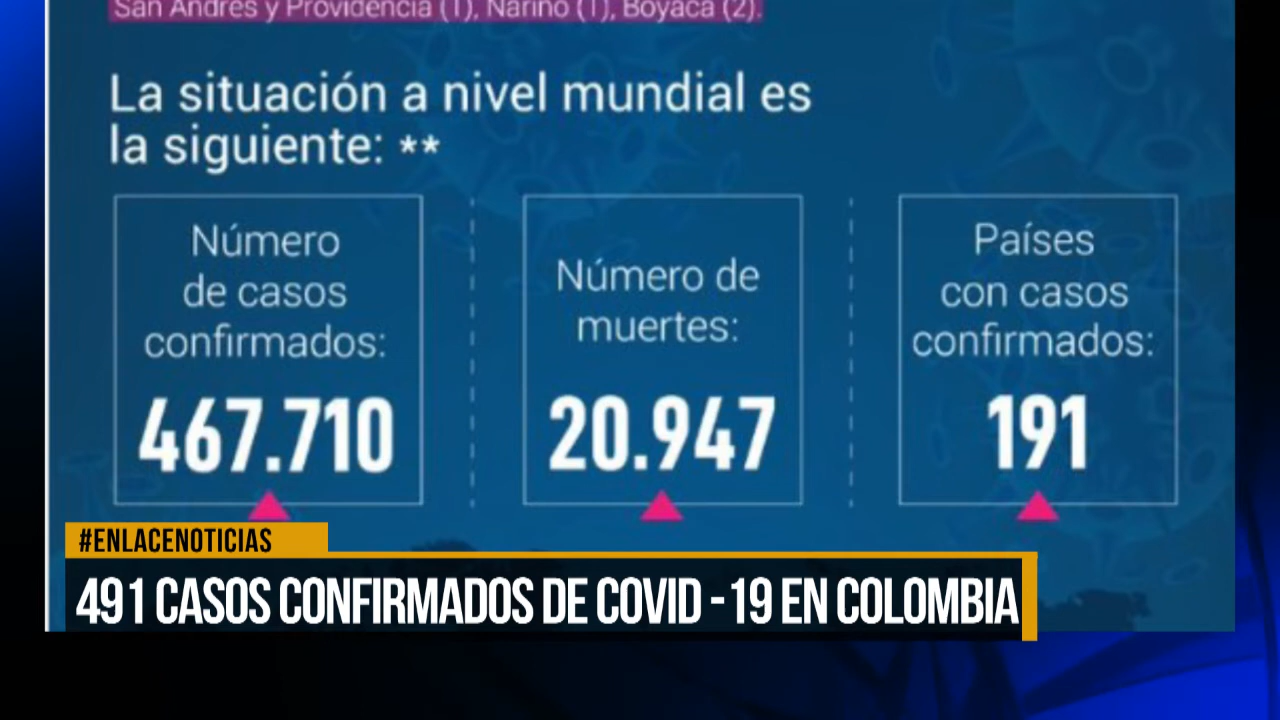 San Andrés y Providencia (1), Nariño (1), Boyacá (2).
La situación a nivel mundial es
la siguiente: **
Número
de casos
confirmados:
467.710
Número de
muertes:
20.947
Países
con casos
confirmados:
191
#ENLACENOTICIAS
491 CASOS CONFIRMADOS DE COVID -19 EN COLOMBIA